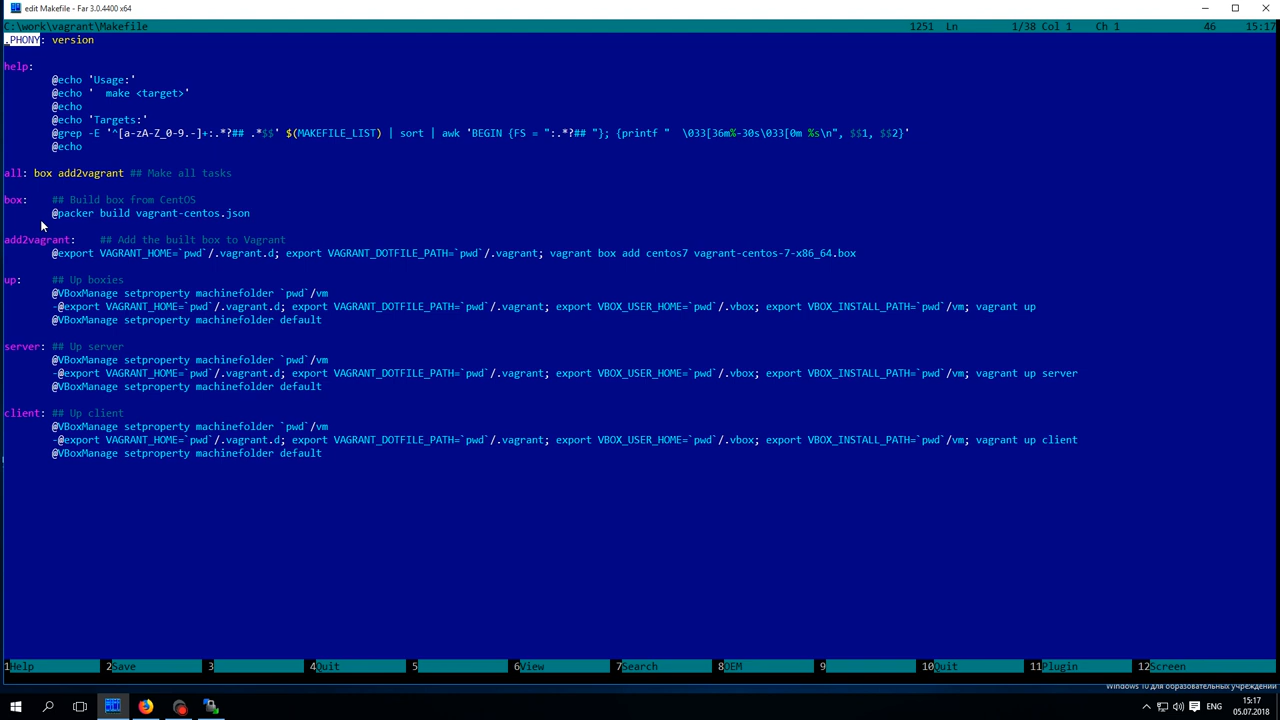 edit Makefile - Far 3.0.4400 x64
C:\work\vagrant\Makefile 1251 Ln 1/38 Col 1 Ch 1 46 15:17
.PHONY: version
help:
@echo 'Usage:'
@echo '  make <target>'
@echo
@echo 'Targets:'
@grep -E '^[a-zA-Z_0-9.-]+:.*?## .*$$' $(MAKEFILE_LIST) | sort | awk 'BEGIN {FS = ":.*?## "}; {printf "  \033[36m%-30s\033[0m %s\n", $$1, $$2}'
@echo
all: box add2vagrant ## Make all tasks
box:    ## Build box from CentOS
@packer build vagrant-centos.json
add2vagrant:    ## Add the built box to Vagrant
@export VAGRANT_HOME=`pwd`/.vagrant.d; export VAGRANT_DOTFILE_PATH=`pwd`/.vagrant; vagrant box add centos7 vagrant-centos-7-x86_64.box
up:     ## Up boxies
@VBoxManage setproperty machinefolder `pwd`/vm
-@export VAGRANT_HOME=`pwd`/.vagrant.d; export VAGRANT_DOTFILE_PATH=`pwd`/.vagrant; export VBOX_USER_HOME=`pwd`/.vbox; export VBOX_INSTALL_PATH=`pwd`/vm; vagrant up
@VBoxManage setproperty machinefolder default
server: ## Up server
@VBoxManage setproperty machinefolder `pwd`/vm
-@export VAGRANT_HOME=`pwd`/.vagrant.d; export VAGRANT_DOTFILE_PATH=`pwd`/.vagrant; export VBOX_USER_HOME=`pwd`/.vbox; export VBOX_INSTALL_PATH=`pwd`/vm; vagrant up server
@VBoxManage setproperty machinefolder default
client: ## Up client
@VBoxManage setproperty machinefolder `pwd`/vm
-@export VAGRANT_HOME=`pwd`/.vagrant.d; export VAGRANT_DOTFILE_PATH=`pwd`/.vagrant; export VBOX_USER_HOME=`pwd`/.vbox; export VBOX_INSTALL_PATH=`pwd`/vm; vagrant up client
@VBoxManage setproperty machinefolder default
1Help 2Save 3 4Quit 5 6View 7Search 8OEM 9 10Quit 11Plugin 12Screen
Windows 10 для образовательных учреждений
ENG 15:17
05.07.2018